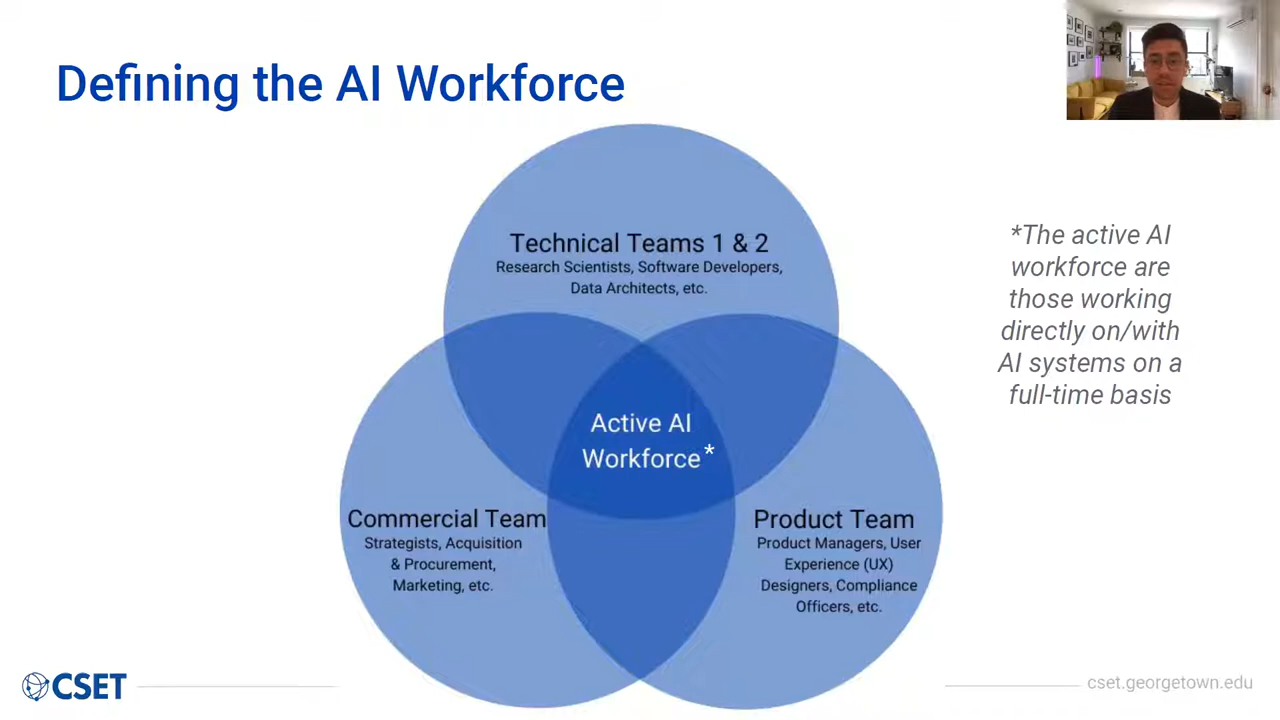 Defining the AI Workforce
Technical Teams 1 & 2
Research Scientists, Software Developers,
Data Architects, etc.
*The active AI
workforce are
those working
directly on/with
AI systems on a
full-time basis
Active AI
Workforce*
Commercial Team
Strategists, Acquisition
& Procurement,
Marketing, etc.
Product Team
Product Managers, User
Experience (UX)
Designers, Compliance
Officers, etc.
CSET
cset.georgetown.edu